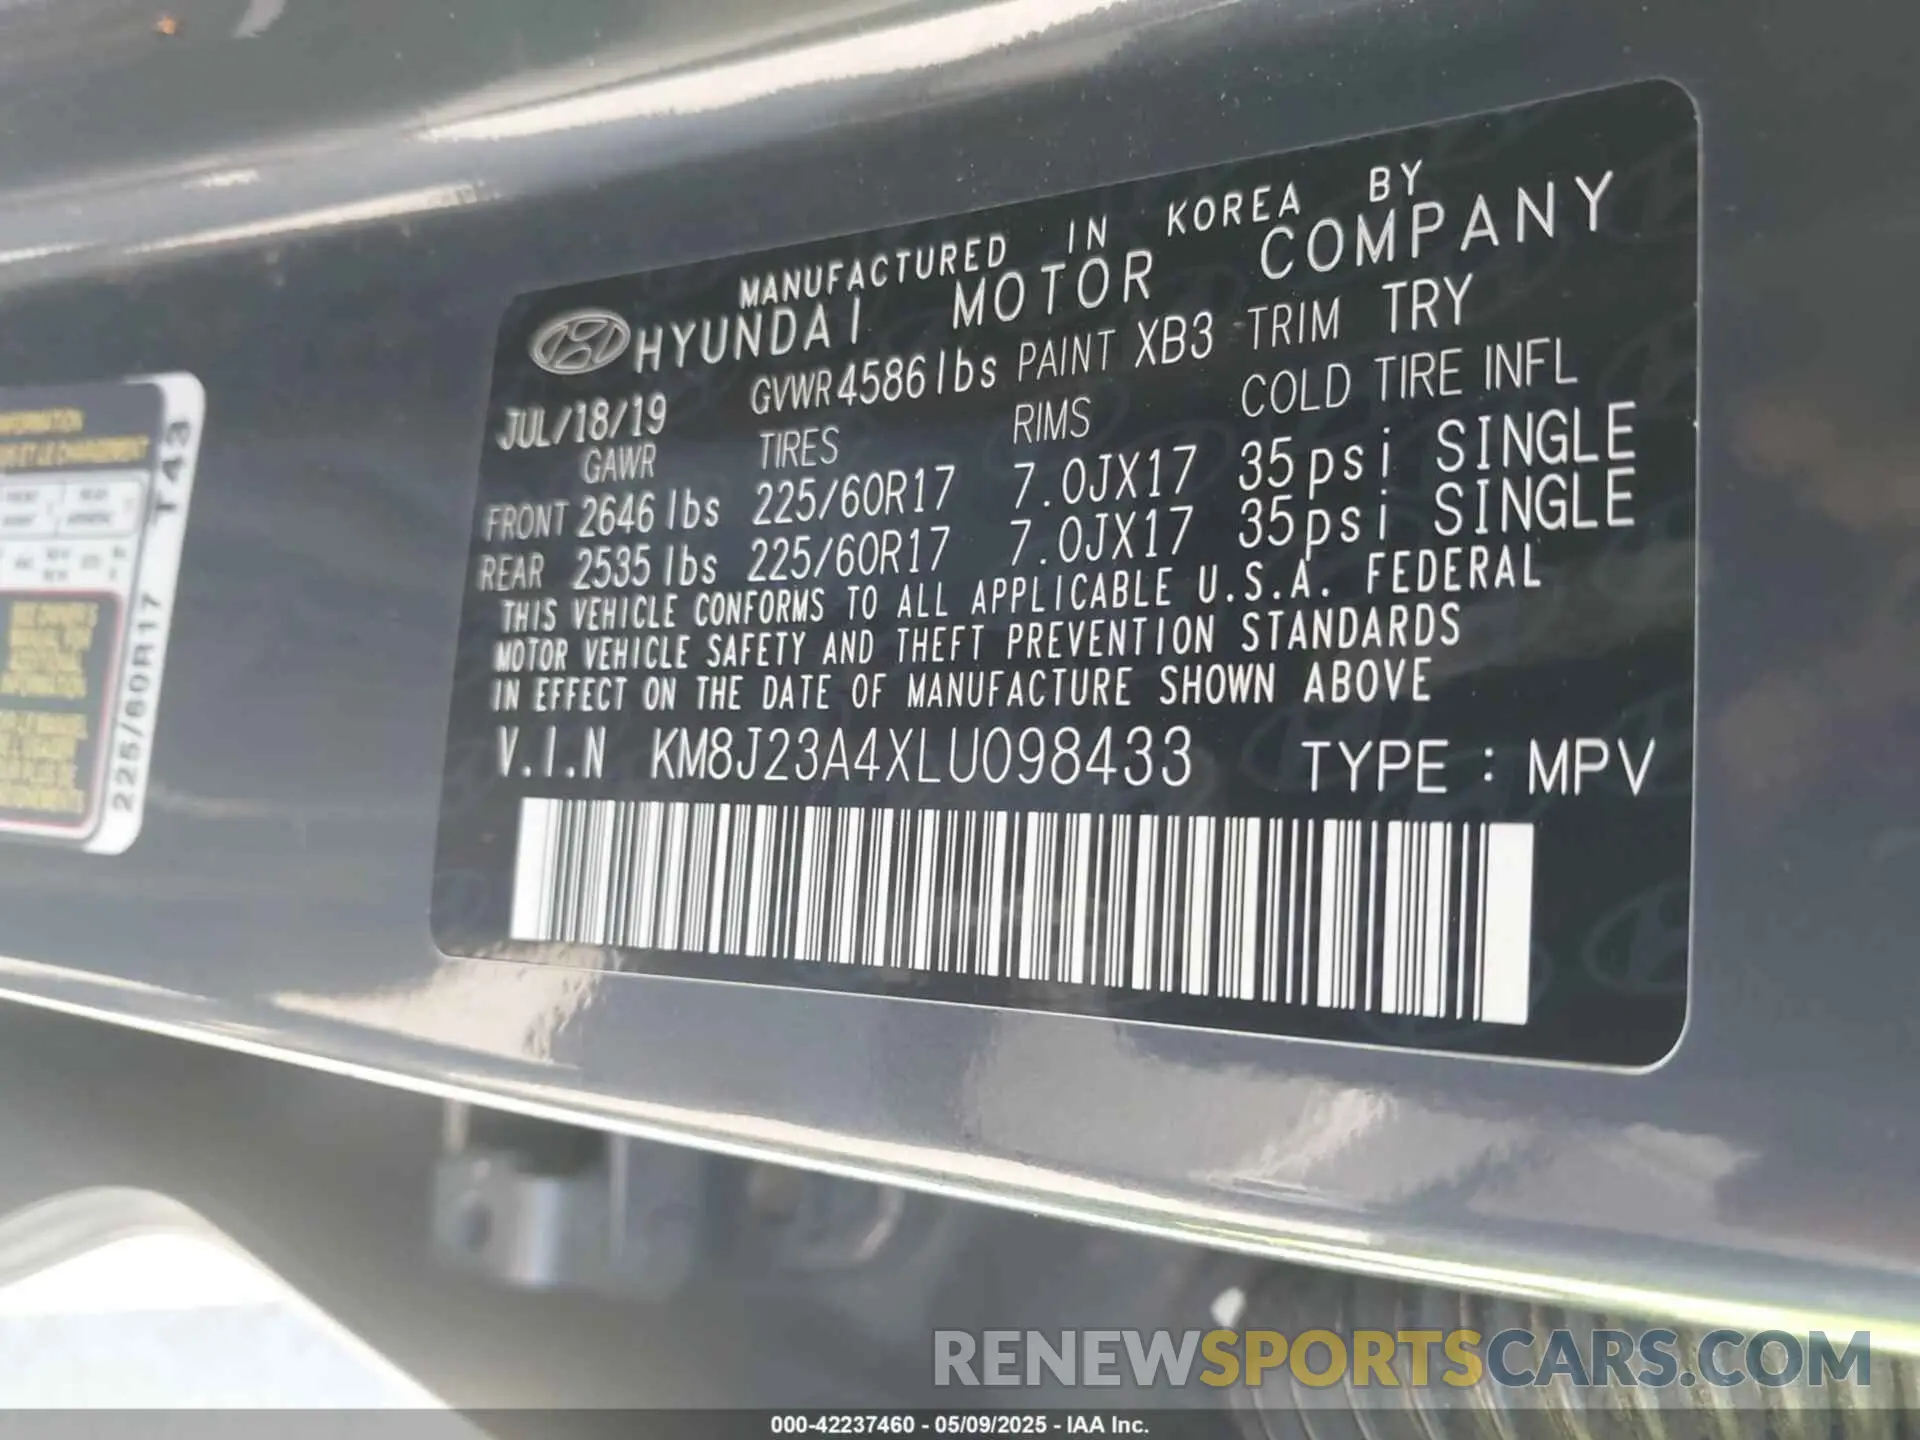 MANUFACTURED IN KOREA BY
HYUNDAI MOTOR COMPANY
JUL/18/19 GVWR 4586 lbs PAINT XB3 TRIM TRY
GAWR TIRES RIMS COLD TIRE INFL
FRONT 2646 lbs 225/60R17 7.0JX17 35psi SINGLE
REAR 2535 lbs 225/60R17 7.0JX17 35psi SINGLE
THIS VEHICLE CONFORMS TO ALL APPLICABLE U.S.A. FEDERAL
MOTOR VEHICLE SAFETY AND THEFT PREVENTION STANDARDS
IN EFFECT ON THE DATE OF MANUFACTURE SHOWN ABOVE
V.I.N KM8J23A4XLU098433 TYPE : MPV
225/60R17 T43
RENEWSPORTSCARS.COM
000-42237460 - 05/09/2025 - IAA Inc.